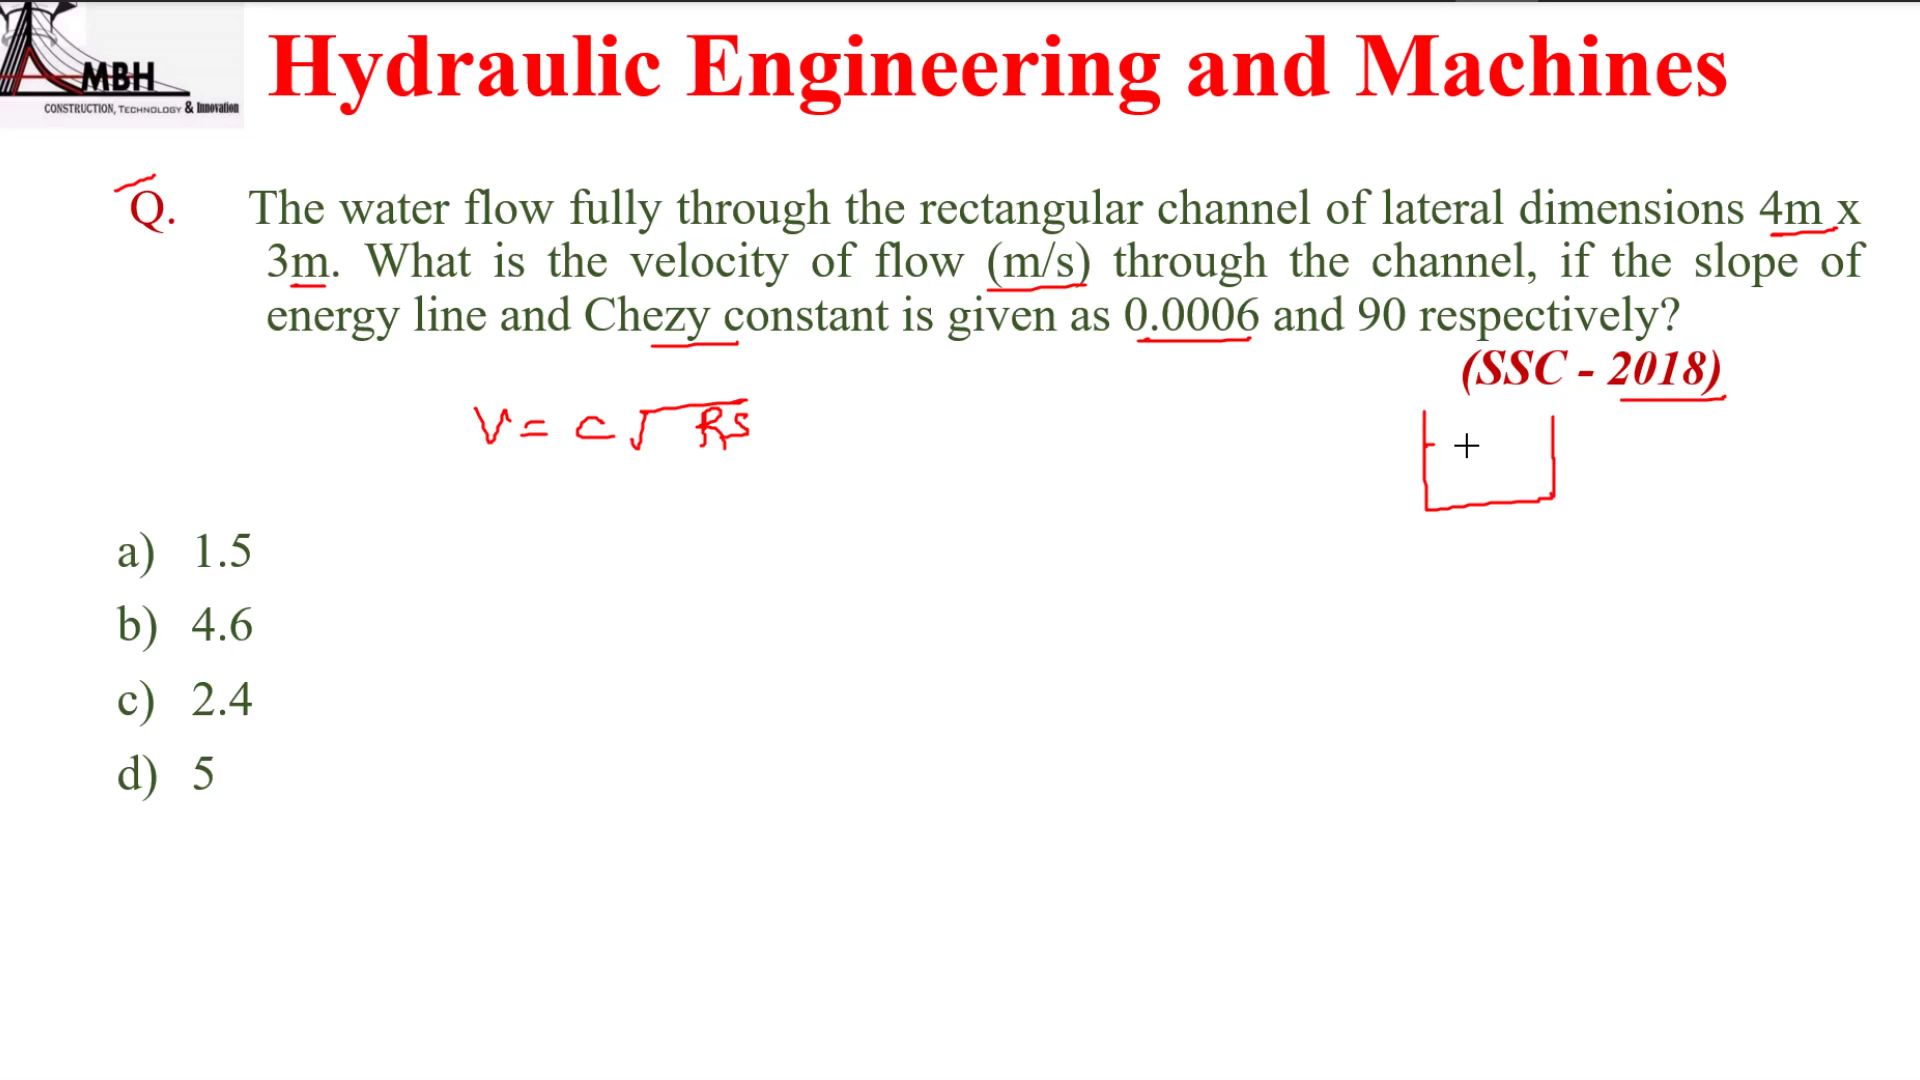 MBH
CONSTRUCTION, TECHNOLOGY & Innovation
Hydraulic Engineering and Machines
Q. The water flow fully through the rectangular channel of lateral dimensions 4m x
3m. What is the velocity of flow (m/s) through the channel, if the slope of
energy line and Chezy constant is given as 0.0006 and 90 respectively?
(SSC - 2018)
V = C√RS
a) 1.5
b) 4.6
c) 2.4
d) 5